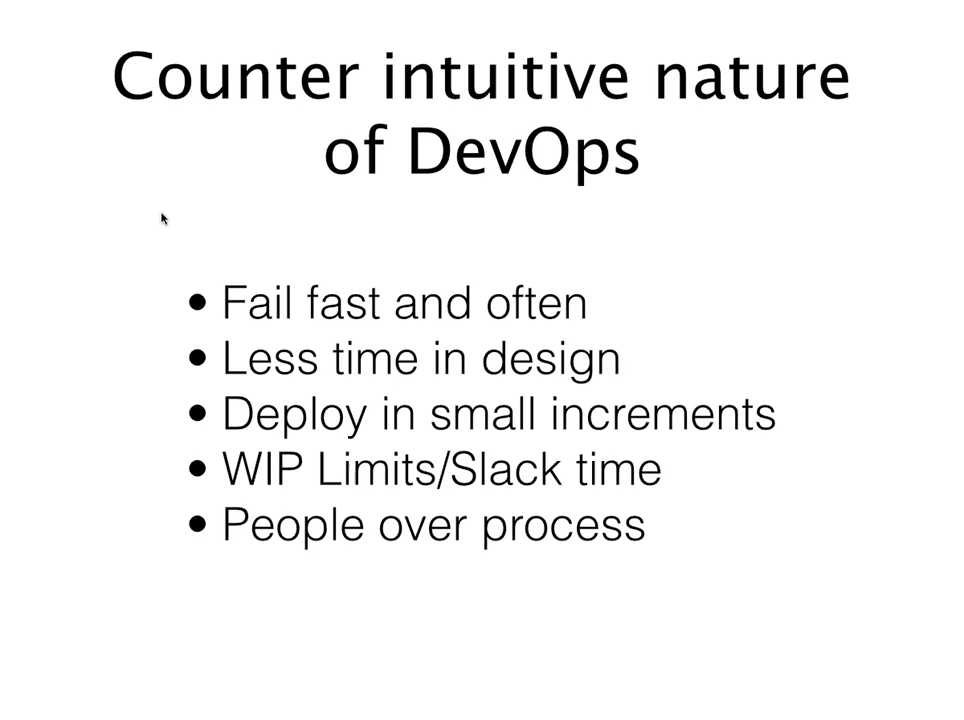 Counter intuitive nature
of DevOps
• Fail fast and often
• Less time in design
• Deploy in small increments
• WIP Limits/Slack time
• People over process